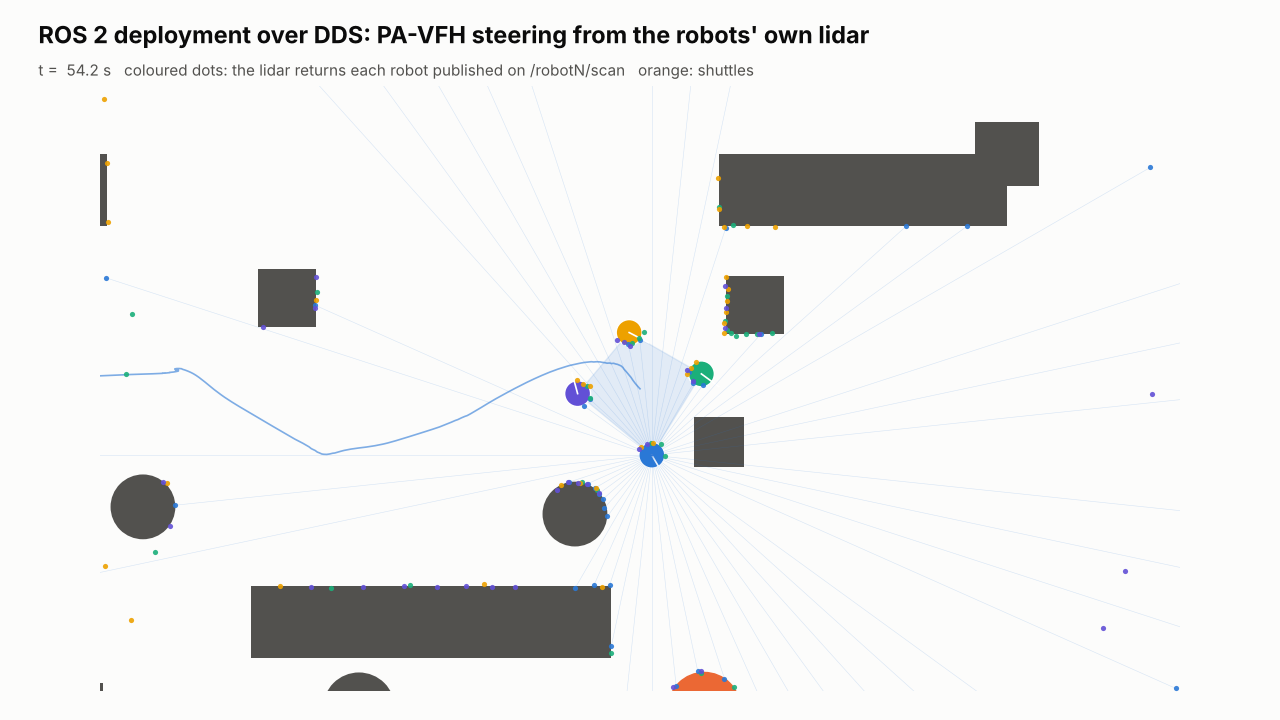 ROS 2 deployment over DDS: PA-VFH steering from the robots' own lidar
t =  54.2 s   coloured dots: the lidar returns each robot published on /robotN/scan   orange: shuttles